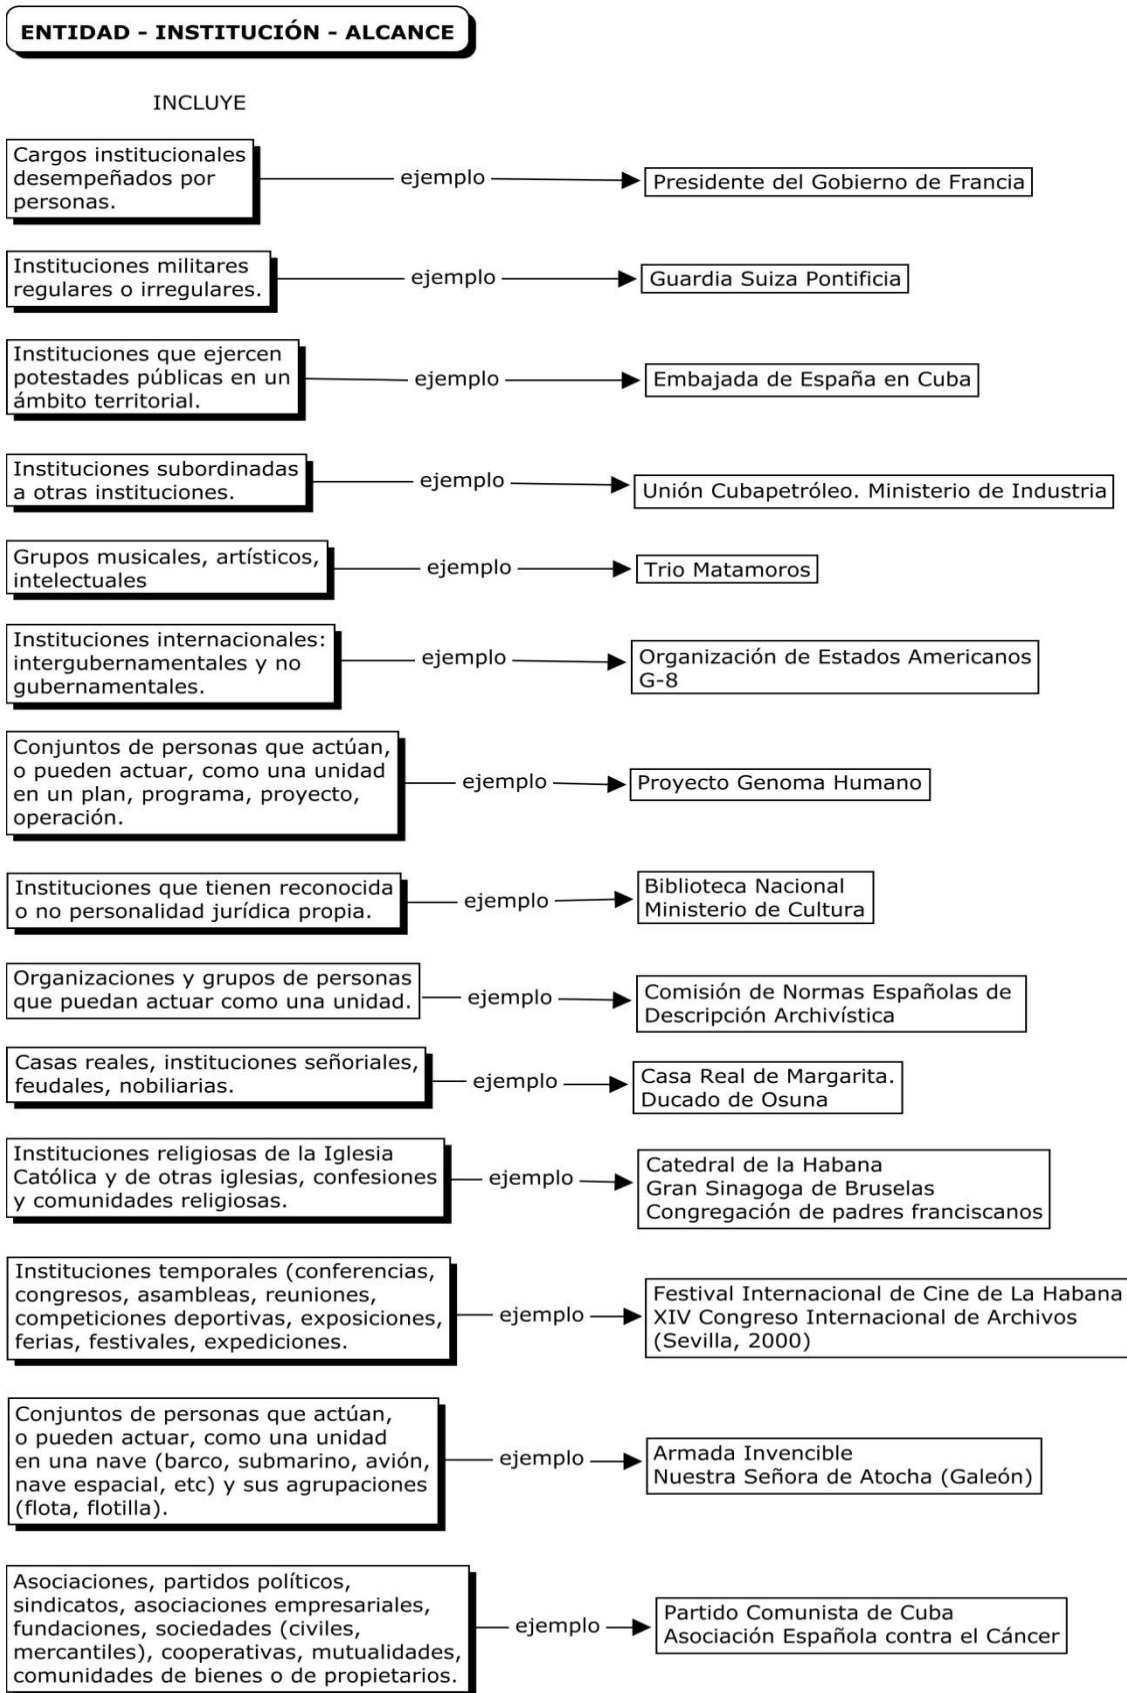 ENTIDAD - INSTITUCIÓN - ALCANCE
INCLUYE
Cargos institucionales
desempeñados por
personas.
ejemplo
Presidente del Gobierno de Francia
Instituciones militares
regulares o irregulares.
ejemplo
Guardia Suiza Pontificia
Instituciones que ejercen
potestades públicas en un
ámbito territorial.
ejemplo
Embajada de España en Cuba
Instituciones subordinadas
a otras instituciones.
ejemplo
Unión Cubapetróleo. Ministerio de Industria
Grupos musicales, artísticos,
intelectuales
ejemplo
Trio Matamoros
Instituciones internacionales:
intergubernamentales y no
gubernamentales.
ejemplo
Organización de Estados Americanos
G-8
Conjuntos de personas que actúan,
o pueden actuar, como una unidad
en un plan, programa, proyecto,
operación.
ejemplo
Proyecto Genoma Humano
Instituciones que tienen reconocida
o no personalidad jurídica propia.
ejemplo
Biblioteca Nacional
Ministerio de Cultura
Organizaciones y grupos de personas
que puedan actuar como una unidad.
ejemplo
Comisión de Normas Españolas de
Descripción Archivística
Casas reales, instituciones señoriales,
feudales, nobiliarias.
ejemplo
Casa Real de Margarita.
Ducado de Osuna
Instituciones religiosas de la Iglesia
Católica y de otras iglesias, confesiones
y comunidades religiosas.
ejemplo
Catedral de la Habana
Gran Sinagoga de Bruselas
Congregación de padres franciscanos
Instituciones temporales (conferencias,
congresos, asambleas, reuniones,
competiciones deportivas, exposiciones,
ferias, festivales, expediciones.
ejemplo
Festival Internacional de Cine de La Habana
XIV Congreso Internacional de Archivos
(Sevilla, 2000)
Conjuntos de personas que actúan,
o pueden actuar, como una unidad
en una nave (barco, submarino, avión,
nave espacial, etc) y sus agrupaciones
(flota, flotilla).
ejemplo
Armada Invencible
Nuestra Señora de Atocha (Galeón)
Asociaciones, partidos políticos,
sindicatos, asociaciones empresariales,
fundaciones, sociedades (civiles,
mercantiles), cooperativas, mutualidades,
comunidades de bienes o de propietarios.
ejemplo
Partido Comunista de Cuba
Asociación Española contra el Cáncer